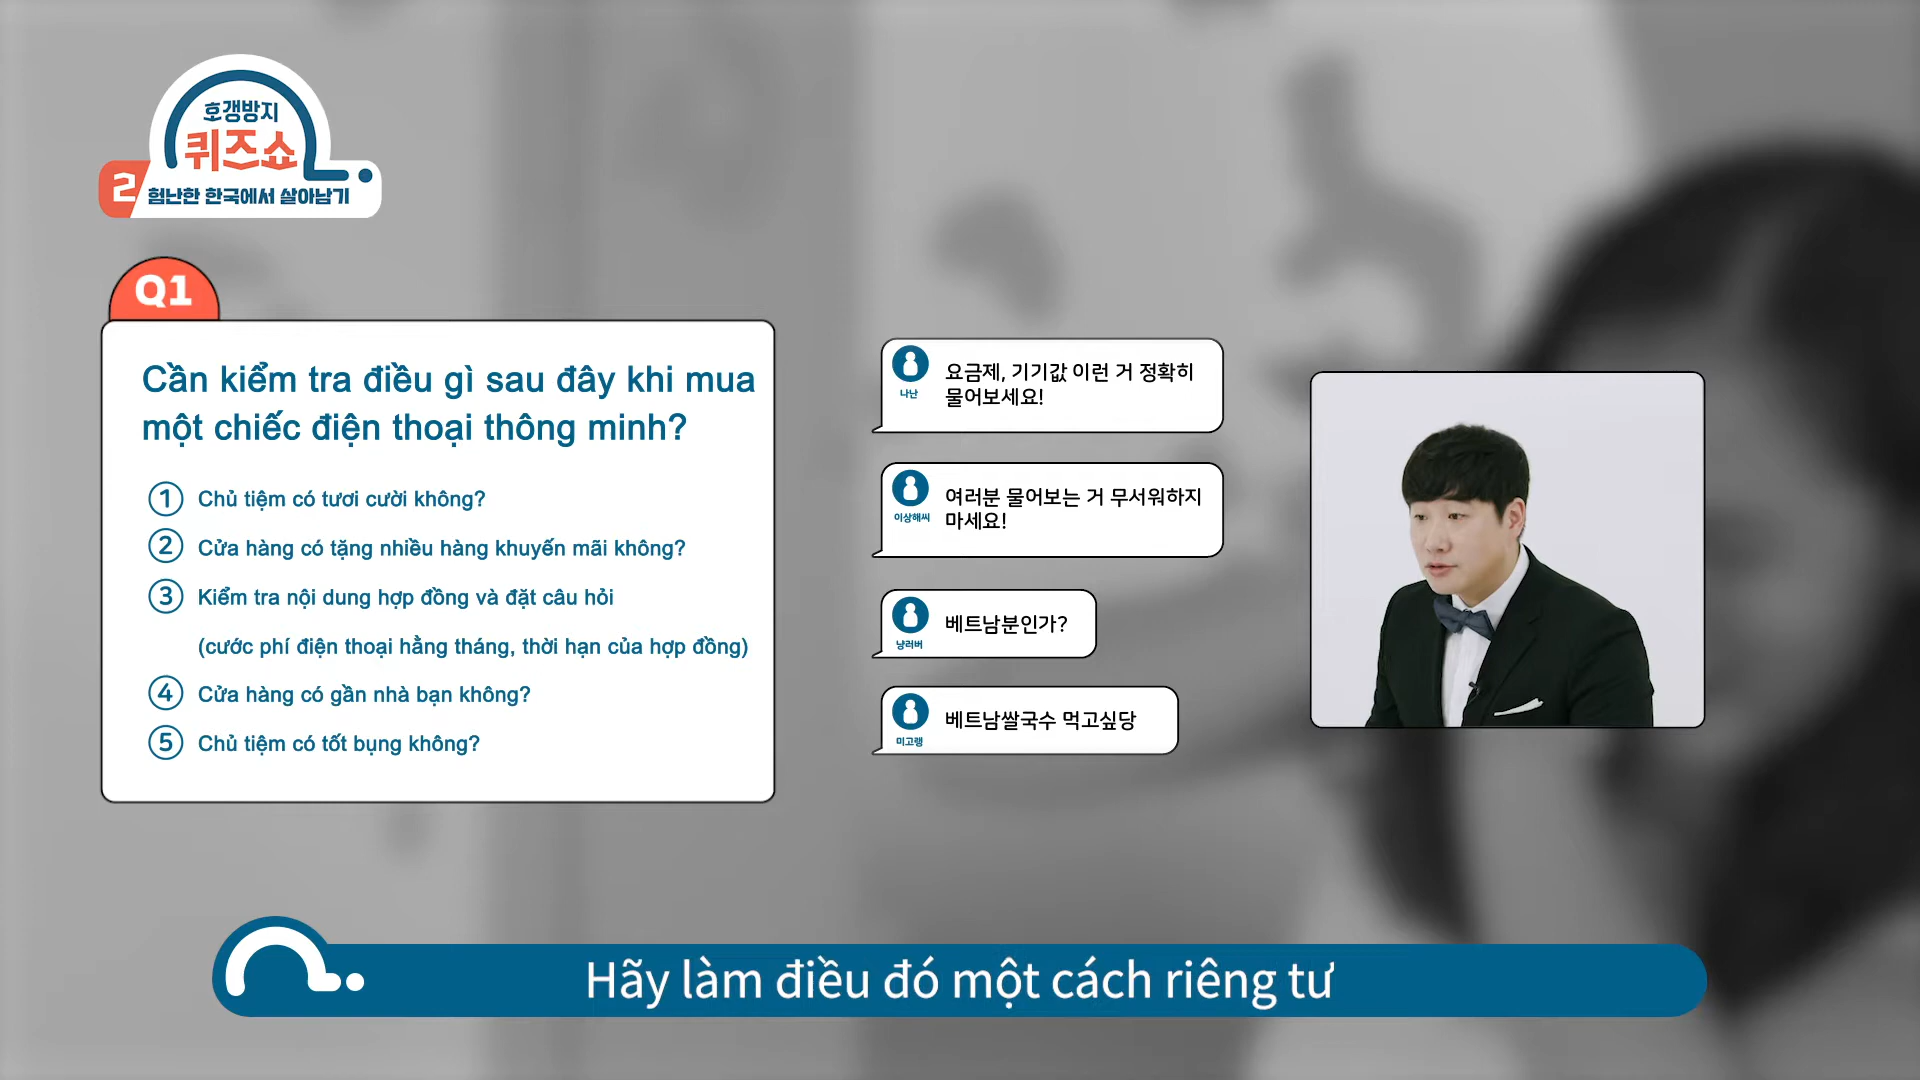 호갱방지
퀴즈쇼
2 험난한 한국에서 살아남기
Q1
Cần kiểm tra điều gì sau đây khi mua
một chiếc điện thoại thông minh?
1 Chủ tiệm có tươi cười không?
2 Cửa hàng có tặng nhiều hàng khuyến mãi không?
3 Kiểm tra nội dung hợp đồng và đặt câu hỏi
(cước phí điện thoại hằng tháng, thời hạn của hợp đồng)
4 Cửa hàng có gần nhà bạn không?
5 Chủ tiệm có tốt bụng không?
나난
요금제, 기기값 이런 거 정확히
물어보세요!
이상해씨
여러분 물어보는 거 무서워하지
마세요!
냥러버
베트남분인가?
미고랭
베트남쌀국수 먹고싶당
Hãy làm điều đó một cách riêng tư